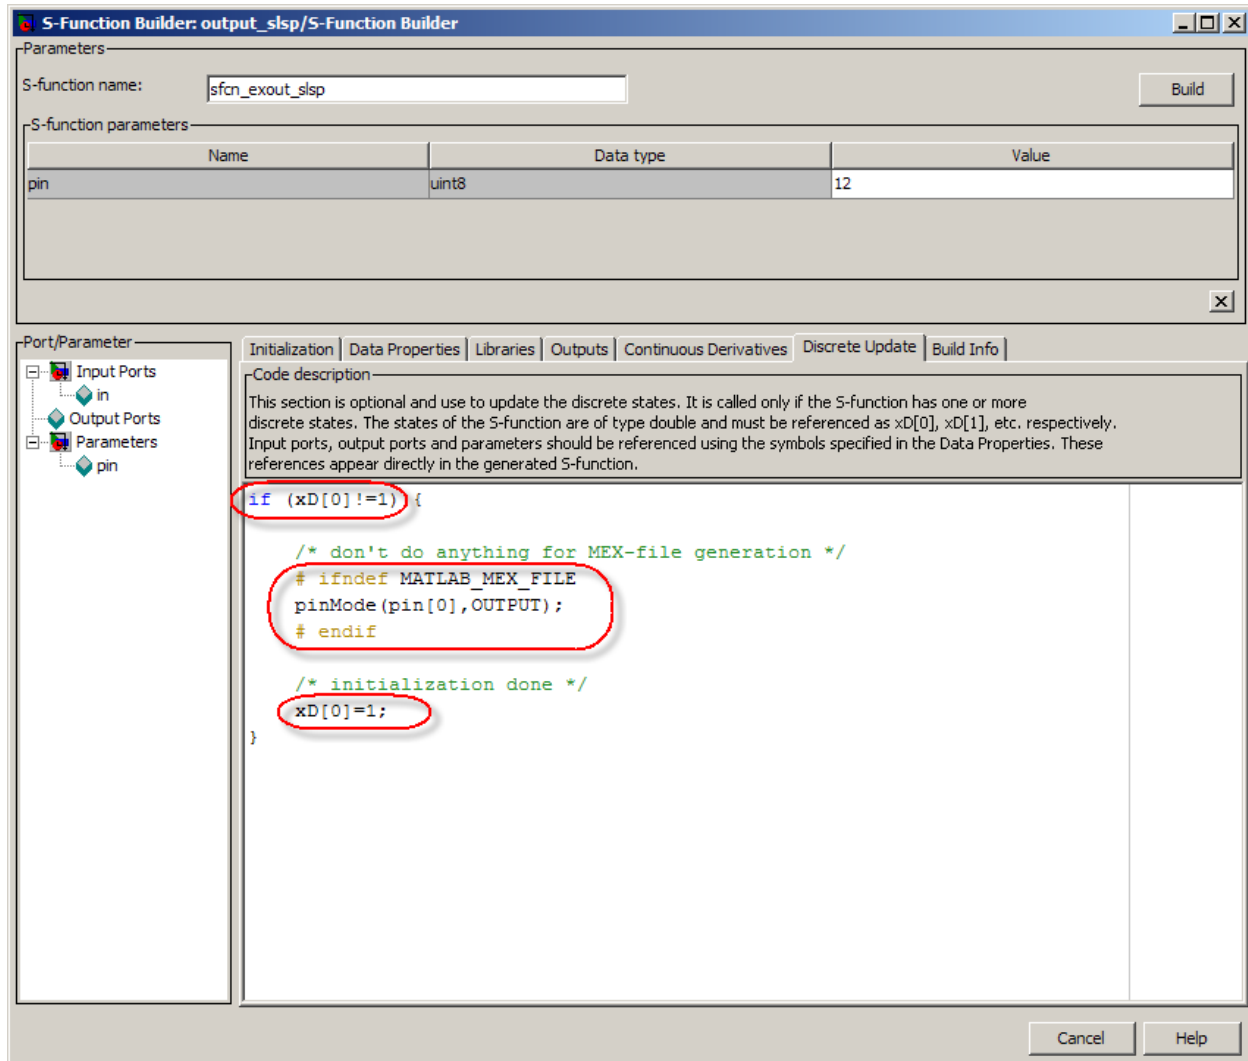 S-Function Builder: output_slsp/S-Function Builder
Parameters
S-function name: sfcn_exout_slsp Build
S-function parameters
Name Data type Value
pin uint8 12
Port/Parameter
Input Ports
in
Output Ports
Parameters
pin
Initialization Data Properties Libraries Outputs Continuous Derivatives Discrete Update Build Info
Code description
This section is optional and use to update the discrete states. It is called only if the S-function has one or more
discrete states. The states of the S-function are of type double and must be referenced as xD[0], xD[1], etc. respectively.
Input ports, output ports and parameters should be referenced using the symbols specified in the Data Properties. These
references appear directly in the generated S-function.
if (xD[0]!=1) {
/* don't do anything for MEX-file generation */
# ifndef MATLAB_MEX_FILE
pinMode(pin[0],OUTPUT);
# endif
/* initialization done */
xD[0]=1;
}
Cancel Help